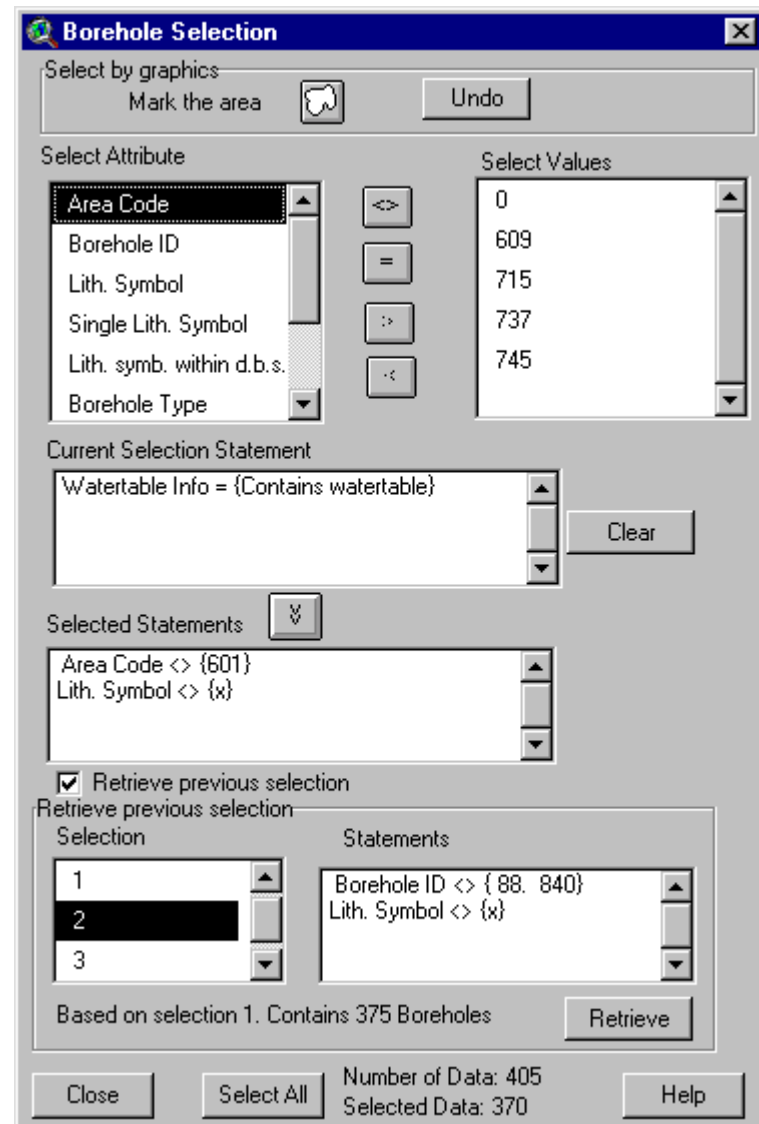 Borehole Selection
Select by graphics
Mark the area
Undo
Select Attribute
Select Values
Area Code
Borehole ID
Lith. Symbol
Single Lith. Symbol
Lith. symb. within d.b.s.
Borehole Type
<>
=
:>
·<
0
609
715
737
745
Current Selection Statement
Watertable Info = {Contains watertable}
Clear
Selected Statements
Area Code <> {601}
Lith. Symbol <> {x}
Retrieve previous selection
Retrieve previous selection
Selection
Statements
1
2
3
Borehole ID <> { 88. 840}
Lith. Symbol <> {x}
Based on selection 1. Contains 375 Boreholes
Retrieve
Close
Select All
Number of Data: 405
Selected Data: 370
Help